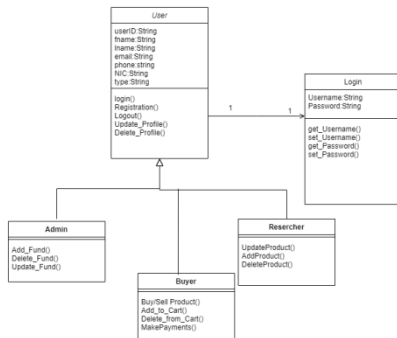 User
userID:String
fname:String
lname:String
email:String
phone:string
NIC:String
type:String
login()
Registration()
Logout()
Update_Profile()
Delete_Profile()
1
1
Login
Username:String
Password:String
get_Username()
set_Username()
get_Password()
set_Password()
Admin
Add_Fund()
Delete_Fund()
Update_Fund()
Buyer
Buy/Sell Product()
Add_to_Cart()
Delete_from_Cart()
MakePayments()
Resercher
UpdateProduct()
AddProduct()
DeleteProduct()